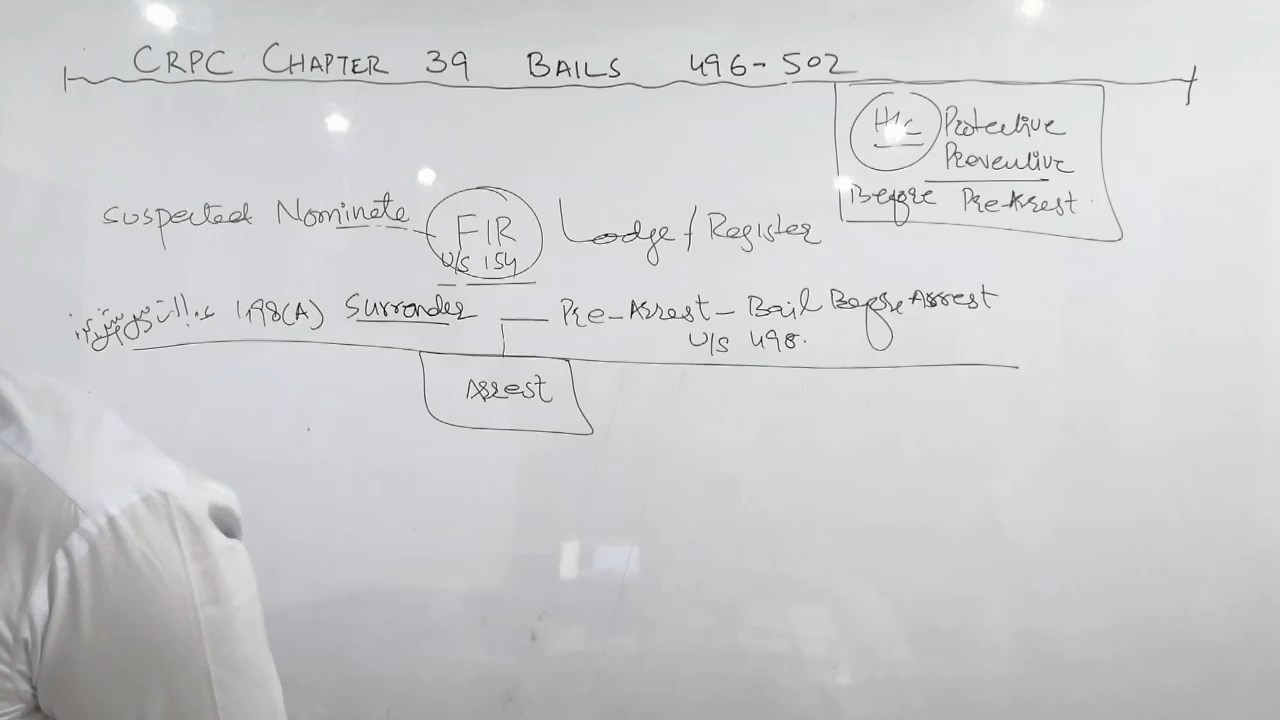 CRPC CHAPTER 39 BAILS 496-502
H/c Protective
Preventive
Before Pre-Arrest
suspected Nominate FIR Lodge/Register
U/S 154
198(A) Surronder Pre-Arrest-Bail Before Arrest
U/S 498.
Arrest